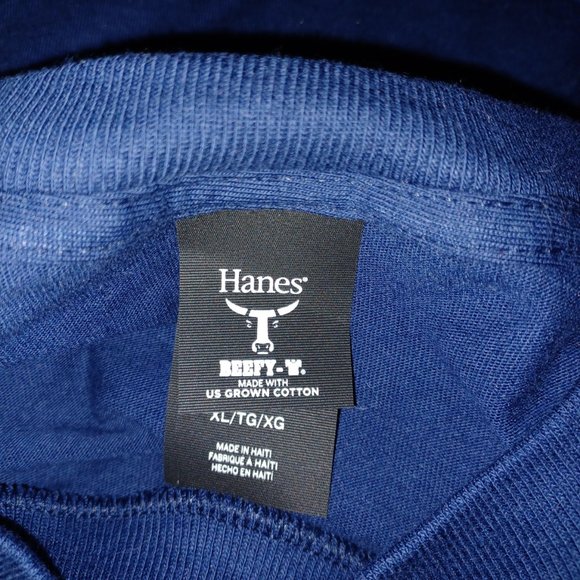 Hanes®
BEEFY-T®
MADE WITH
US GROWN COTTON
XL/TG/XG
MADE IN HAITI
FABRIQUÉ À HAÏTI
HECHO EN HAITI